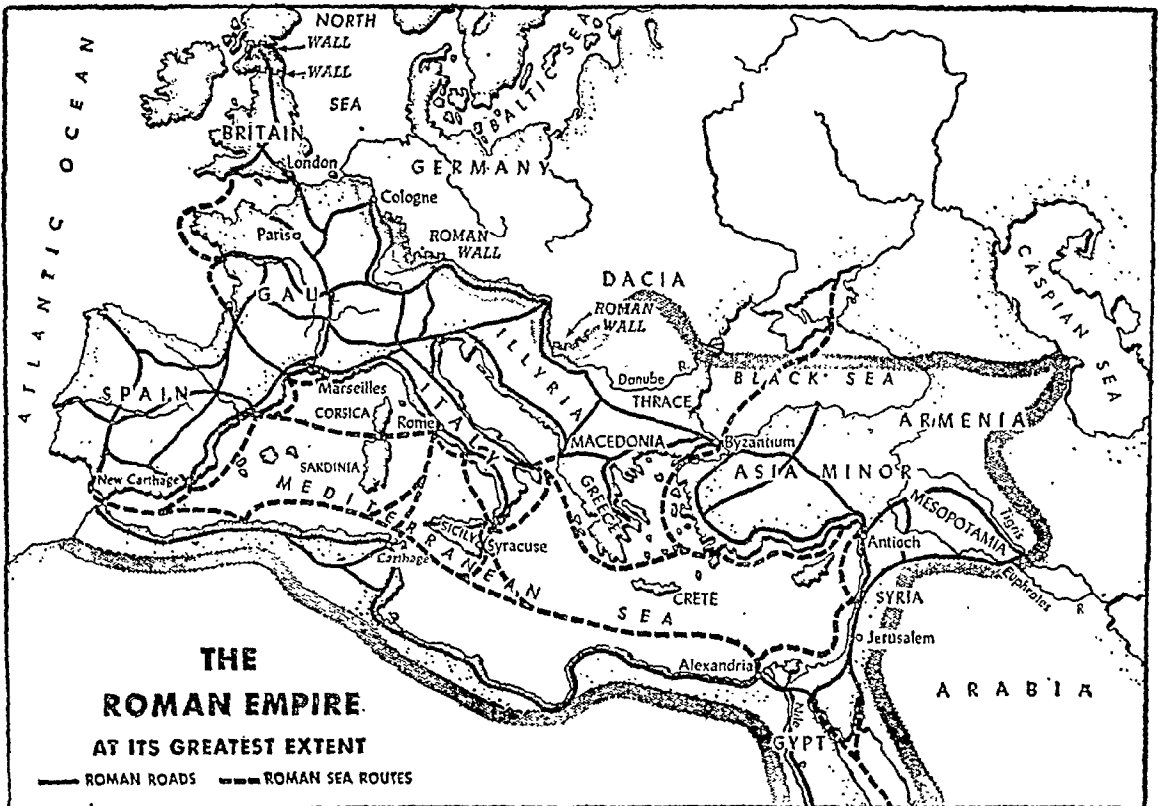 NORTH
WALL
WALL
SEA
ATLANTIC OCEAN
BRITAIN
London
BALTIC SEA
GERMANY
Cologne
Paris
ROMAN
WALL
GAU
DACIA
ROMAN
WALL
CASPIAN SEA
SPAIN
Marseilles
CORSICA
ITALY
Rome
ILLYRIA
Danube R.
THRACE
BLACK SEA
ARMENIA
MACEDONIA
Byzantium
ASIA MINOR
New Carthage
SARDINIA
MEDITERRANEAN
SEA
SICILY
Syracuse
Carthage
GREECE
CRETE
MESOPOTAMIA
Tigris
Antioch
Euphrates R
SYRIA
Jerusalem
Alexandria
ARABIA
Nile
EGYPT
THE
ROMAN EMPIRE
AT ITS GREATEST EXTENT
ROMAN ROADS ROMAN SEA ROUTES